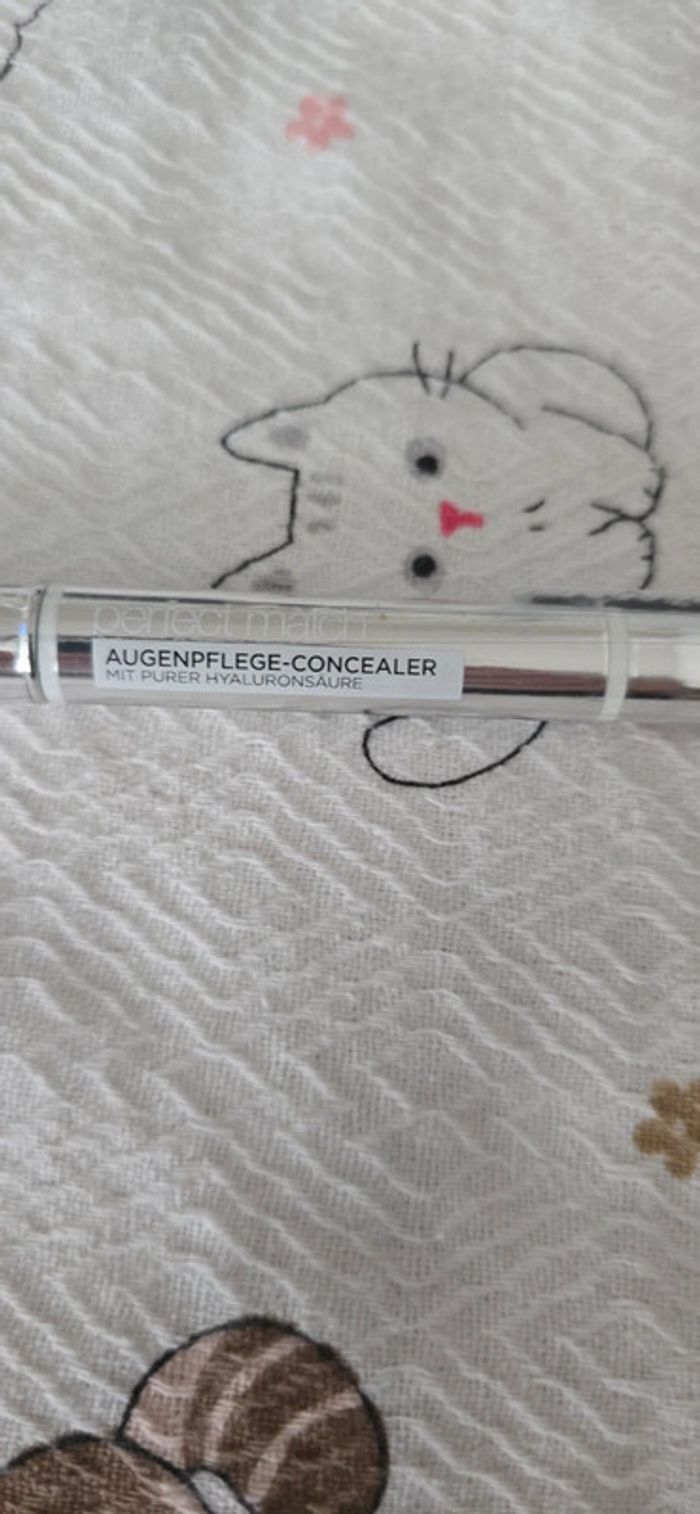 perfect match
AUGENPFLEGE-CONCEALER
MIT PURER HYALURONSÄURE